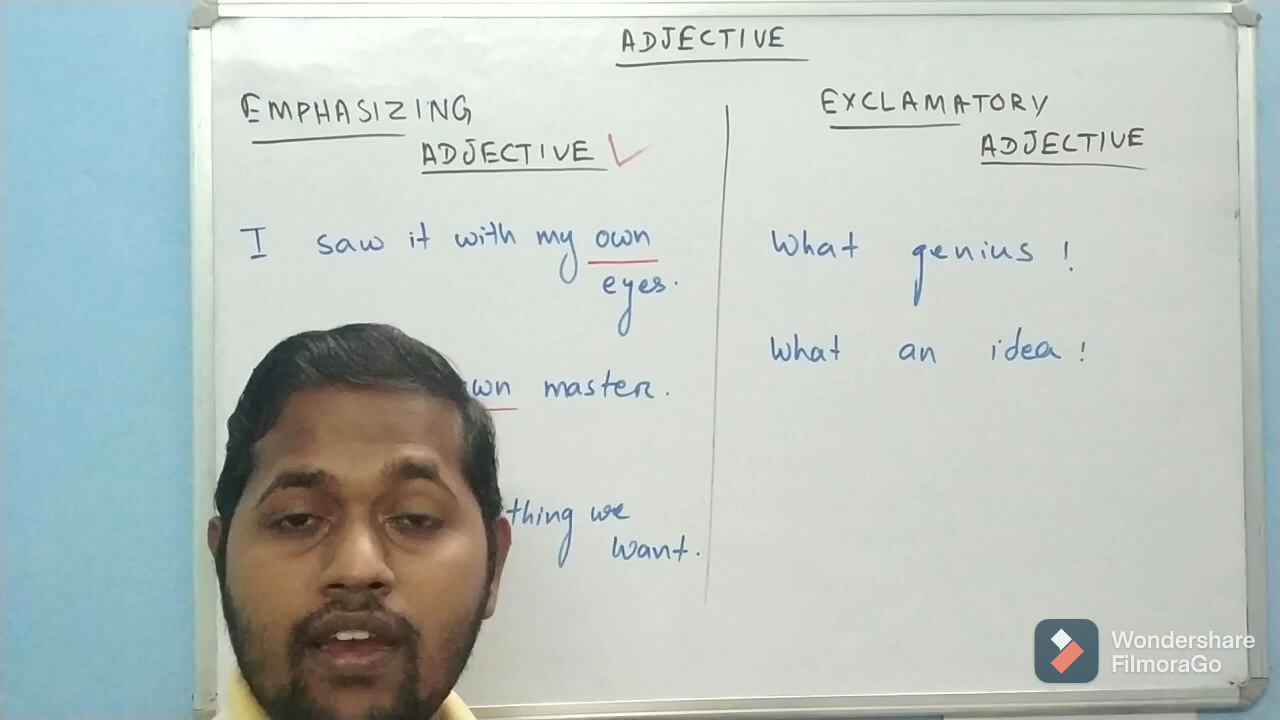 ADJECTIVE
EMPHASIZING
ADJECTIVE
I saw it with my own
eyes.
own master.
thing we
want.
EXCLAMATORY
ADJECTIVE
What genius!
What an idea!
Wondershare
FilmoraGo